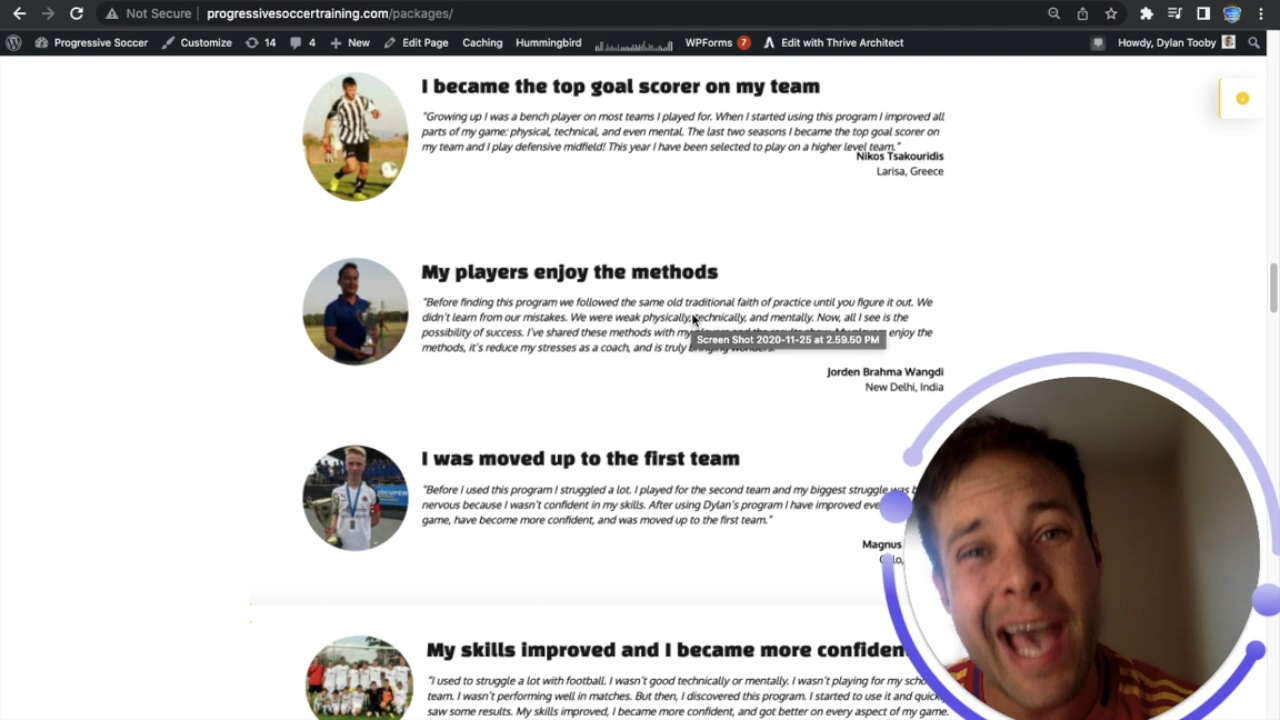 Not Secure progressivesoccertraining.com/packages/
Progressive Soccer Customize 14 4 New Edit Page Caching Hummingbird WPForms 7 Edit with Thrive Architect Howdy, Dylan Tooby
I became the top goal scorer on my team
"Growing up I was a bench player on most teams I played for. When I started using this program I improved all
parts of my game: physical, technical, and even mental. The last two seasons I became the top goal scorer on
my team and I play defensive midfield! This year I have been selected to play on a higher level team."
Nikos Tsakouridis
Larisa, Greece
My players enjoy the methods
"Before finding this program we followed the same old traditional faith of practice until you figure it out. We
didn't learn from our mistakes. We were weak physically, technically, and mentally. Now, all I see is the
possibility of success. I've shared these methods with my players and the results show. My players enjoy the
Screen Shot 2020-11-25 at 2.59.50 PM
methods, it's reduce my stresses as a coach, and is truly bringing wonders."
Jorden Brahma Wangdi
New Delhi, India
I was moved up to the first team
"Before I used this program I struggled a lot. I played for the second team and my biggest struggle was
nervous because I wasn't confident in my skills. After using Dylan's program I have improved
game, have become more confident, and was moved up to the first team."
Magnus
My skills improved and I became more confiden
"I used to struggle a lot with football. I wasn't good technically or mentally. I wasn't playing for my
team. I wasn't performing well in matches. But then, I discovered this program. I started to use it and
saw some results. My skills improved, I became more confident, and got better on every aspect of my game.